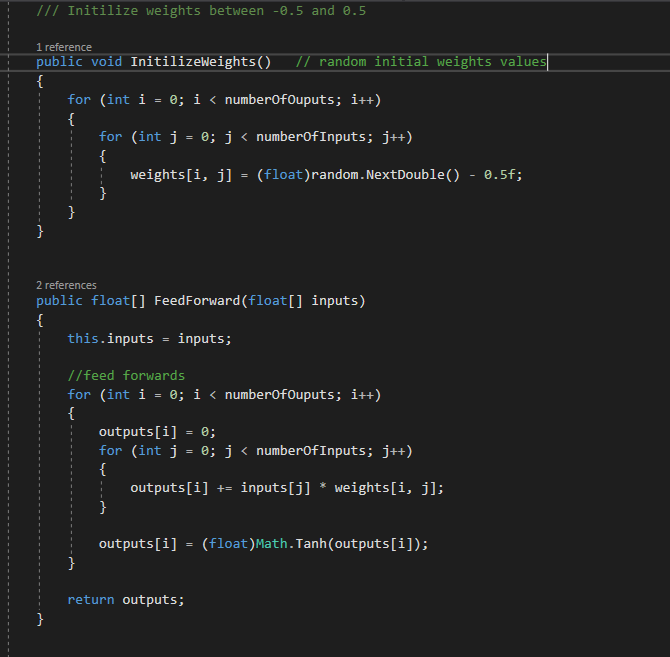 /// Initilize weights between -0.5 and 0.5
1 reference
public void InitilizeWeights()   // random initial weights values
{
for (int i = 0; i < numberOfOuputs; i++)
{
for (int j = 0; j < numberOfInputs; j++)
{
weights[i, j] = (float)random.NextDouble() - 0.5f;
}
}
}
2 references
public float[] FeedForward(float[] inputs)
{
this.inputs = inputs;
//feed forwards
for (int i = 0; i < numberOfOuputs; i++)
{
outputs[i] = 0;
for (int j = 0; j < numberOfInputs; j++)
{
outputs[i] += inputs[j] * weights[i, j];
}
outputs[i] = (float)Math.Tanh(outputs[i]);
}
return outputs;
}